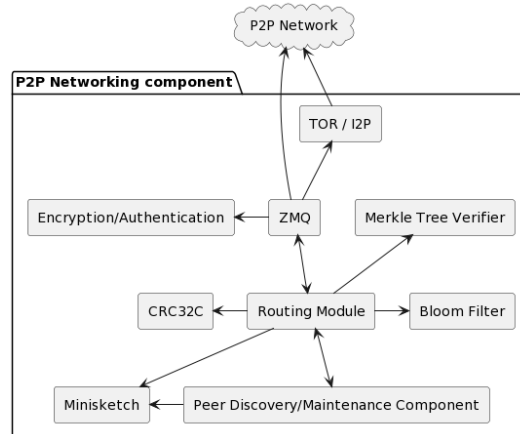 P2P Network
P2P Networking component
TOR / I2P
Encryption/Authentication
ZMQ
Merkle Tree Verifier
CRC32C
Routing Module
Bloom Filter
Minisketch
Peer Discovery/Maintenance Component